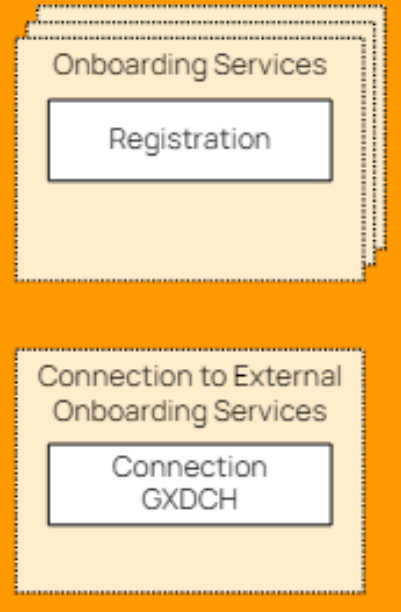 Onboarding Services
Registration
Connection to External
Onboarding Services
Connection
GXDCH